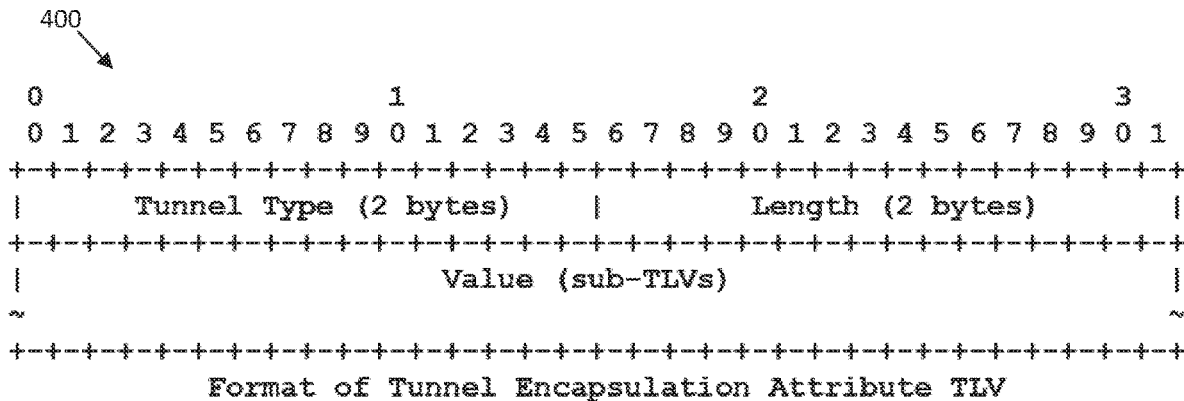 400
0 1 2 3
0 1 2 3 4 5 6 7 8 9 0 1 2 3 4 5 6 7 8 9 0 1 2 3 4 5 6 7 8 9 0 1
+-+-+-+-+-+-+-+-+-+-+-+-+-+-+-+-+-+-+-+-+-+-+-+-+-+-+-+-+-+-+-+-+
| Tunnel Type (2 bytes) | Length (2 bytes) |
+-+-+-+-+-+-+-+-+-+-+-+-+-+-+-+-+-+-+-+-+-+-+-+-+-+-+-+-+-+-+-+-+
| Value (sub-TLVs) |
~ ~
+-+-+-+-+-+-+-+-+-+-+-+-+-+-+-+-+-+-+-+-+-+-+-+-+-+-+-+-+-+-+-+-+
Format of Tunnel Encapsulation Attribute TLV